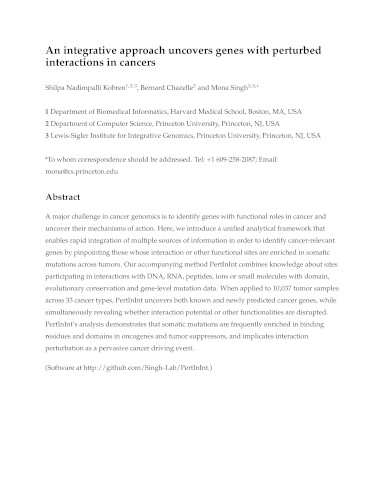 An integrative approach uncovers genes with perturbed
interactions in cancers
Shilpa Nadimpalli Kobren1,2,3, Bernard Chazelle2 and Mona Singh2,3,*
1 Department of Biomedical Informatics, Harvard Medical School, Boston, MA, USA
2 Department of Computer Science, Princeton University, Princeton, NJ, USA
3 Lewis-Sigler Institute for Integrative Genomics, Princeton University, Princeton, NJ, USA
*To whom correspondence should be addressed. Tel: +1 609-258-2087; Email:
mona@cs.princeton.edu
Abstract
A major challenge in cancer genomics is to identify genes with functional roles in cancer and
uncover their mechanisms of action. Here, we introduce a unified analytical framework that
enables rapid integration of multiple sources of information in order to identify cancer-relevant
genes by pinpointing those whose interaction or other functional sites are enriched in somatic
mutations across tumors. Our accompanying method PertInInt combines knowledge about sites
participating in interactions with DNA, RNA, peptides, ions or small molecules with domain,
evolutionary conservation and gene-level mutation data. When applied to 10,037 tumor samples
across 33 cancer types, PertInInt uncovers both known and newly predicted cancer genes, while
simultaneously revealing whether interaction potential or other functionalities are disrupted.
PertInInt's analysis demonstrates that somatic mutations are frequently enriched in binding
residues and domains in oncogenes and tumor suppressors, and implicates interaction
perturbation as a pervasive cancer driving event.
(Software at http://github.com/Singh-Lab/PertInInt.)